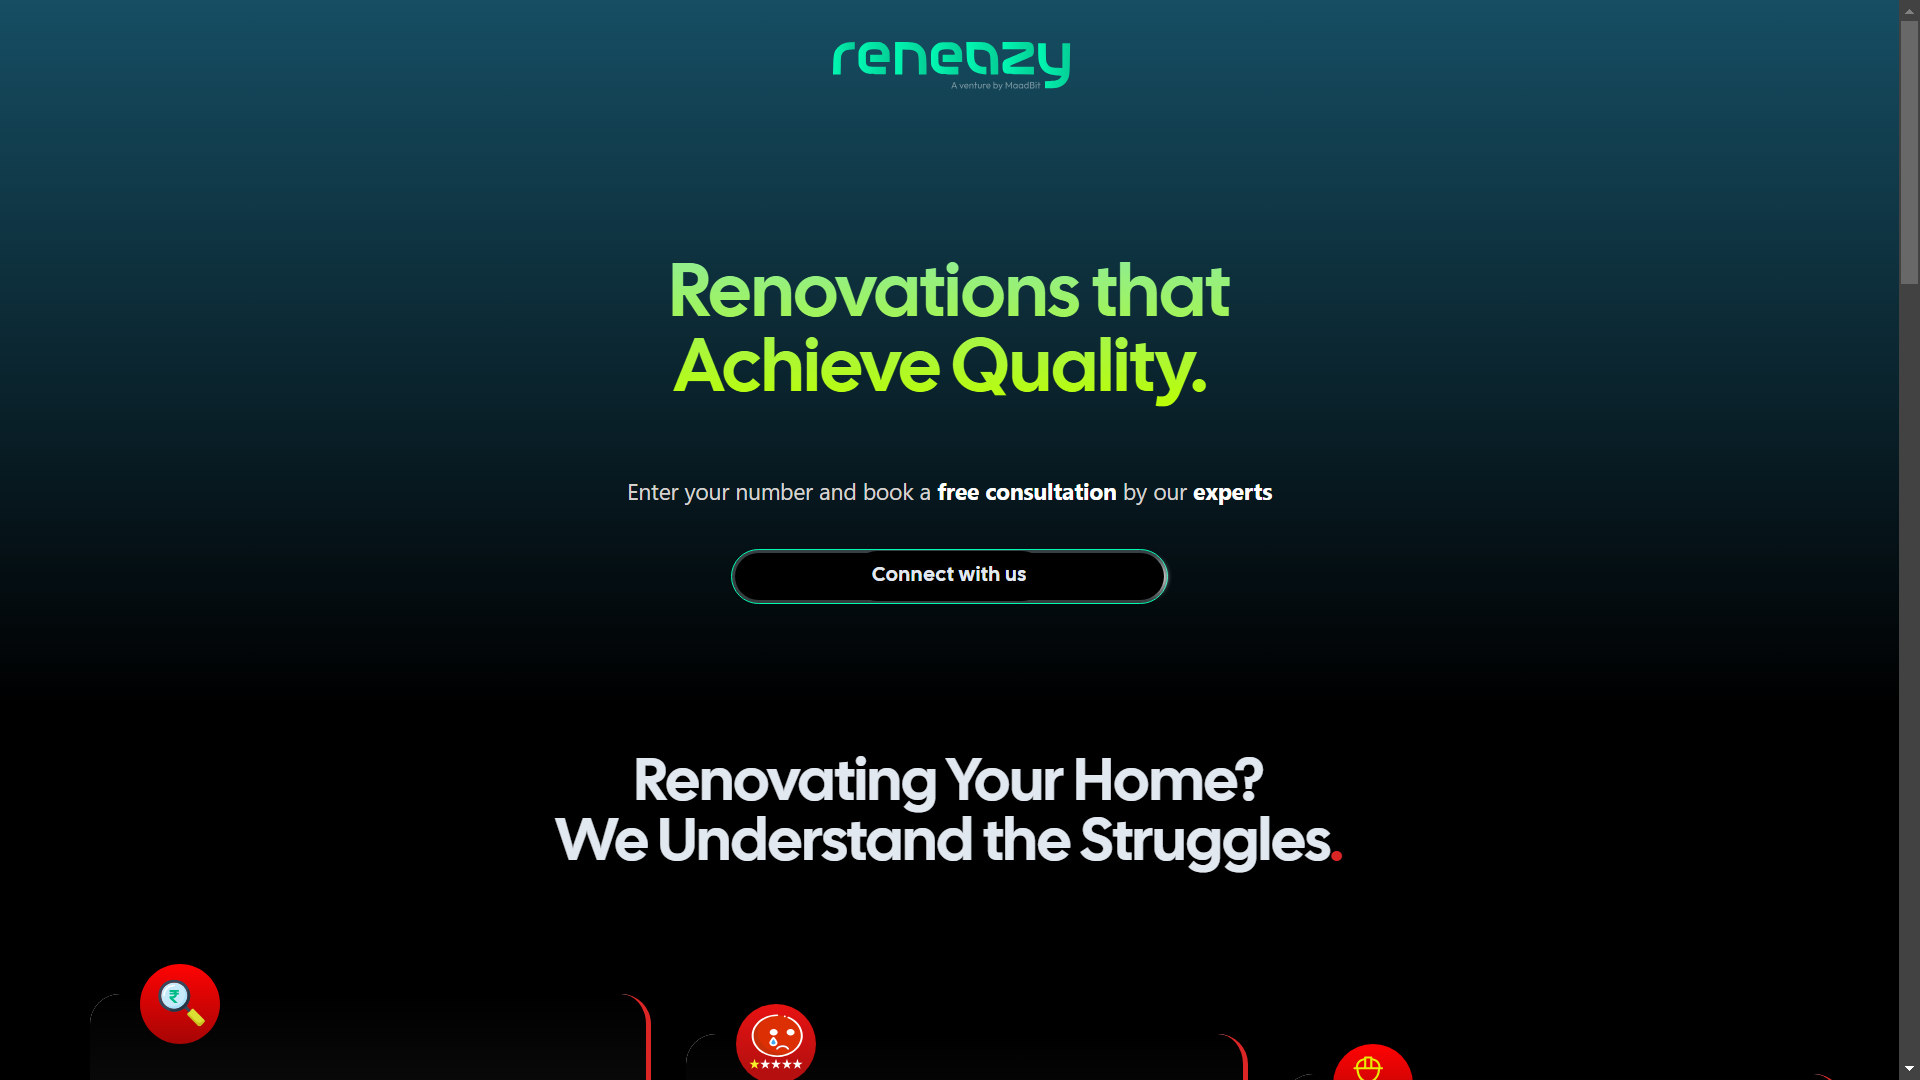 reneazy
A venture by MaadBit
Renovations that
Achieve Quality.
Enter your number and book a free consultation by our experts
Connect with us
Renovating Your Home?
We Understand the Struggles.
₹